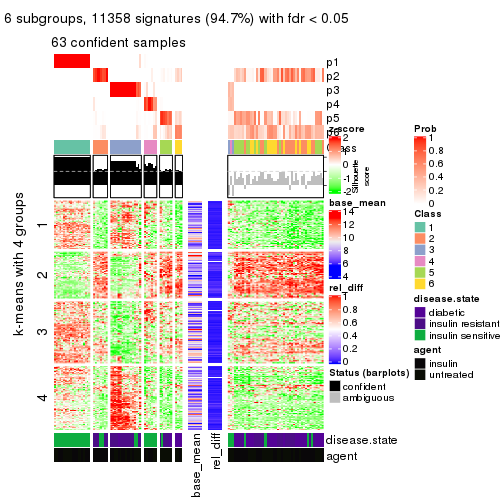 6 subgroups, 11358 signatures (94.7%) with fdr < 0.05
63 confident samples
p1
p2
p3
p4
p5
p6
Class
Silhouette
score
k-means with 4 groups
1
2
3
4
z-score
2
1
0
-1
-2
base_mean
14
12
10
8
6
4
rel_diff
1
0.8
0.6
0.4
0.2
0
Status (barplots)
confident
ambiguous
Prob
1
0.8
0.6
0.4
0.2
0
Class
1
2
3
4
5
6
disease.state
diabetic
insulin resistant
insulin sensitive
agent
insulin
untreated
disease.state
agent
base_mean
rel_diff